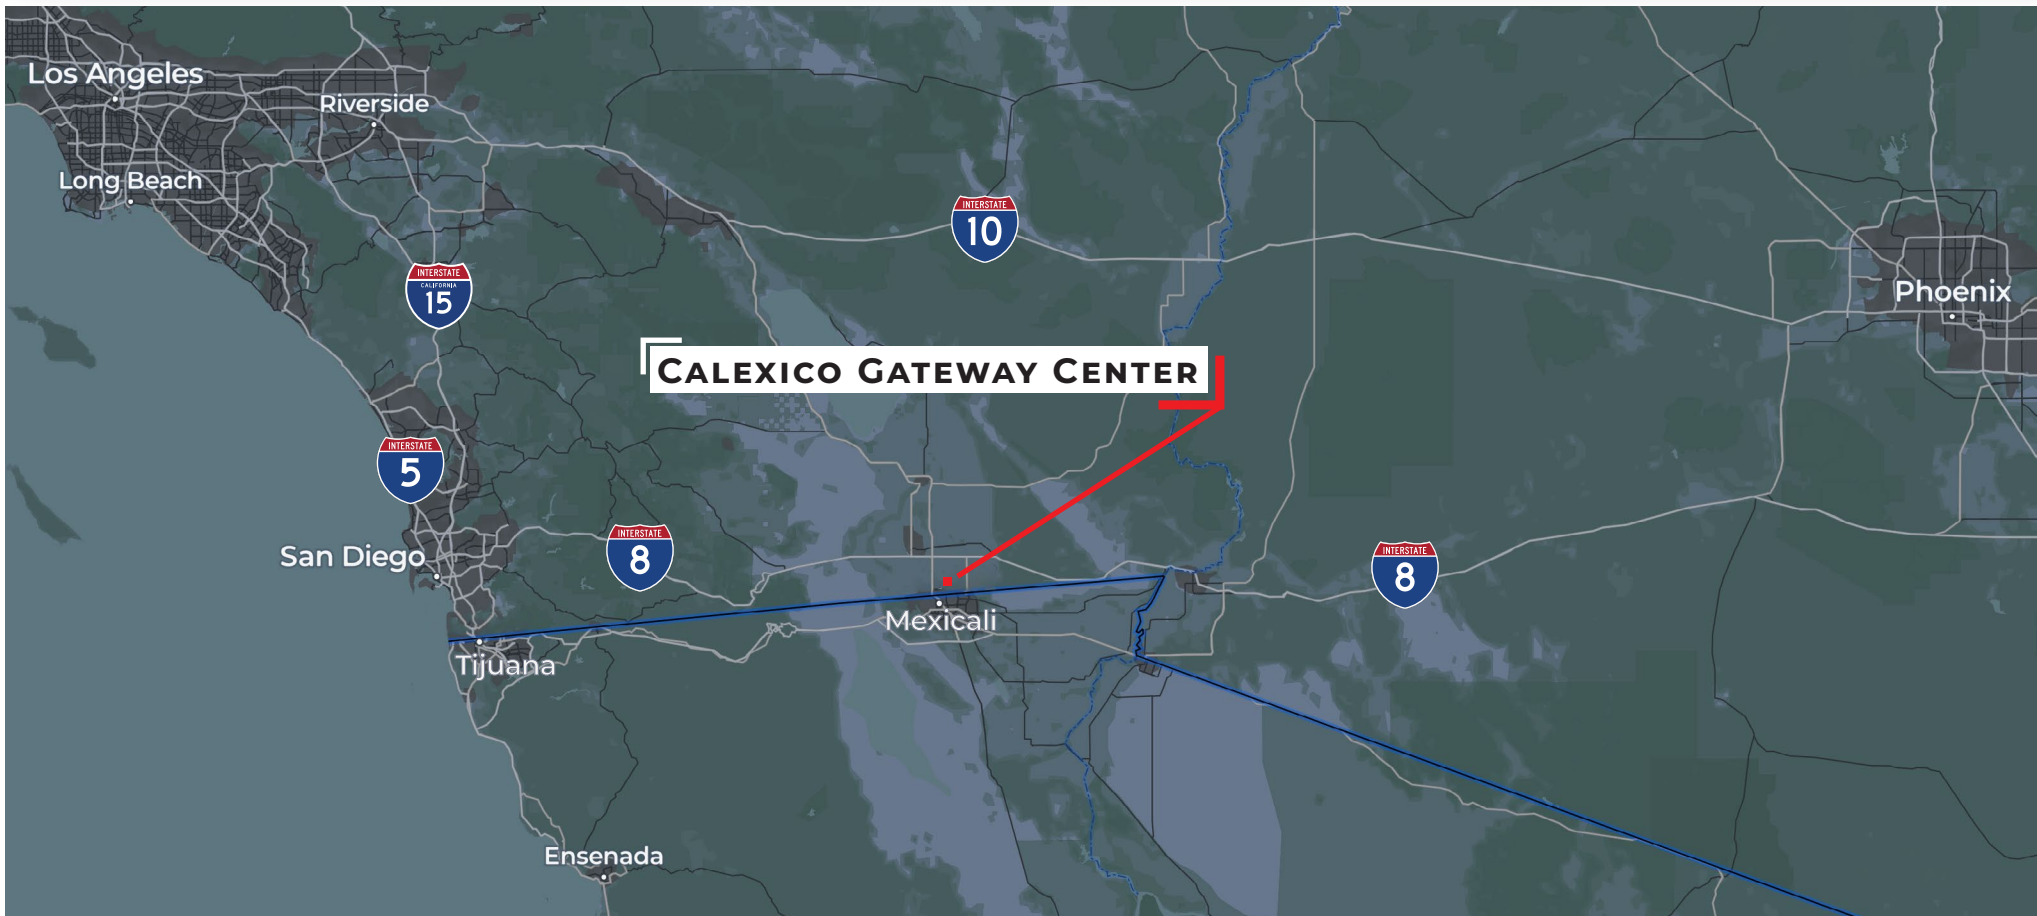 Los Angeles
Riverside
Long Beach
INTERSTATE
10
INTERSTATE
CALIFORNIA
15
Phoenix
CALEXICO GATEWAY CENTER
INTERSTATE
5
San Diego
INTERSTATE
8
INTERSTATE
8
Mexicali
Tijuana
Ensenada